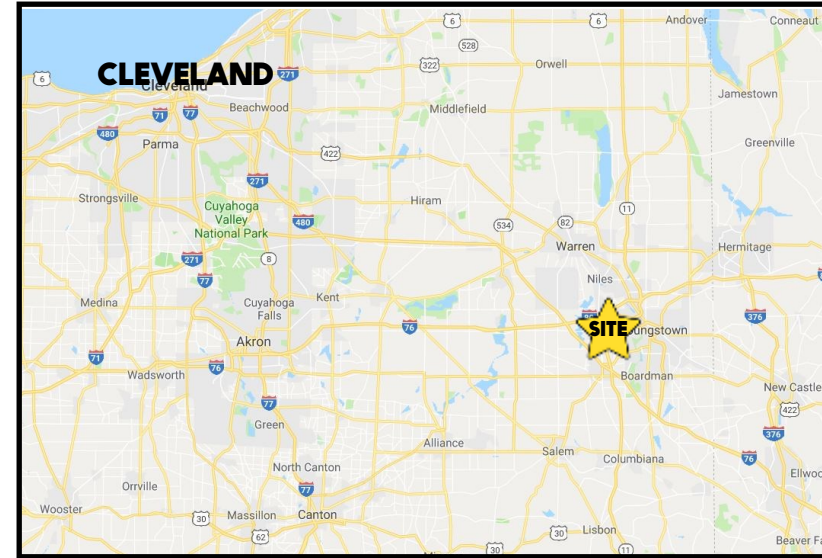 6
6
Andover
Conneaut
528
322
Orwell
CLEVELAND
Cleveland
271
6
Jamestown
Beachwood
Middlefield
71
77
480
Parma
Greenville
422
271
Strongsville
Hiram
Cuyahoga
Valley
National Park
480
11
534
82
Warren
Hermitage
271
8
77
Niles
Medina
Cuyahoga
Falls
Kent
376
76
SITE
ungstown
Akron
71
76
Wadsworth
Boardman
New Castle
77
422
Green
376
Alliance
Salem
Columbiana
76
North Canton
Ellwoo
77
Orrville
Wooster
30
Massillon
Canton
62
30
Lisbon
30
11
Beaver Fa